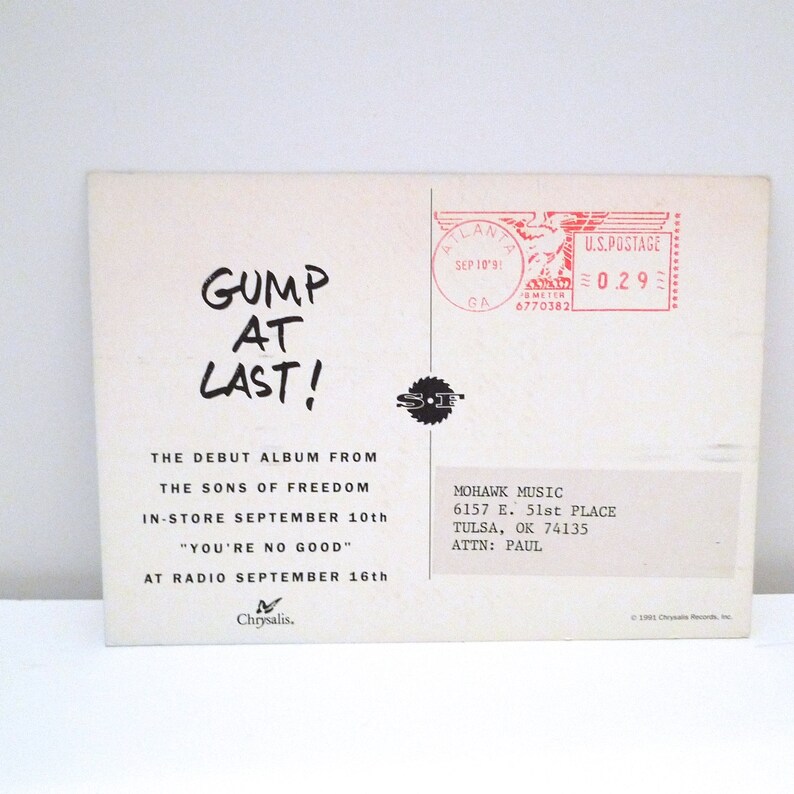 GUMP
AT
LAST!
THE DEBUT ALBUM FROM
THE SONS OF FREEDOM
IN-STORE SEPTEMBER 10th
"YOU'RE NO GOOD"
AT RADIO SEPTEMBER 16th
Chrysalis.
S·F
ATLANTA
SEP 10'91
GA
PB METER
6770382
U.S. POSTAGE
0.29
MOHAWK MUSIC
6157 E. 51st PLACE
TULSA, OK 74135
ATTN: PAUL
© 1991 Chrysalis Records, Inc.